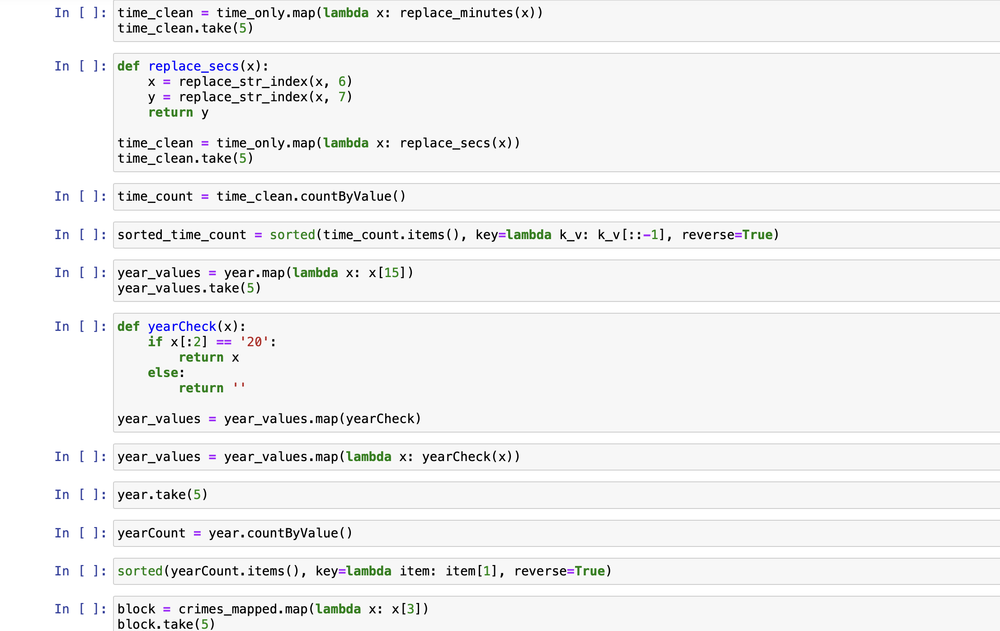 In [ ]: time_clean = time_only.map(lambda x: replace_minutes(x))
time_clean.take(5)
In [ ]: def replace_secs(x):
    x = replace_str_index(x, 6)
    y = replace_str_index(x, 7)
    return y

time_clean = time_only.map(lambda x: replace_secs(x))
time_clean.take(5)
In [ ]: time_count = time_clean.countByValue()
In [ ]: sorted_time_count = sorted(time_count.items(), key=lambda k_v: k_v[::-1], reverse=True)
In [ ]: year_values = year.map(lambda x: x[15])
year_values.take(5)
In [ ]: def yearCheck(x):
    if x[:2] == '20':
        return x
    else:
        return ''

year_values = year_values.map(yearCheck)
In [ ]: year_values = year_values.map(lambda x: yearCheck(x))
In [ ]: year.take(5)
In [ ]: yearCount = year.countByValue()
In [ ]: sorted(yearCount.items(), key=lambda item: item[1], reverse=True)
In [ ]: block = crimes_mapped.map(lambda x: x[3])
block.take(5)